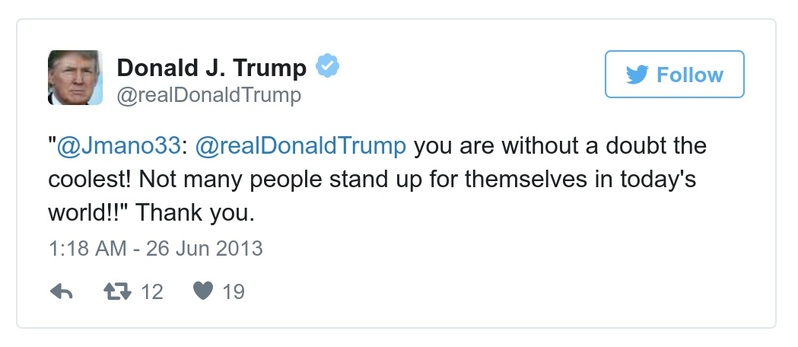 Donald J. Trump
@realDonaldTrump
Follow
"@Jmano33: @realDonaldTrump you are without a doubt the
coolest! Not many people stand up for themselves in today's
world!!" Thank you.
1:18 AM - 26 Jun 2013
12 19